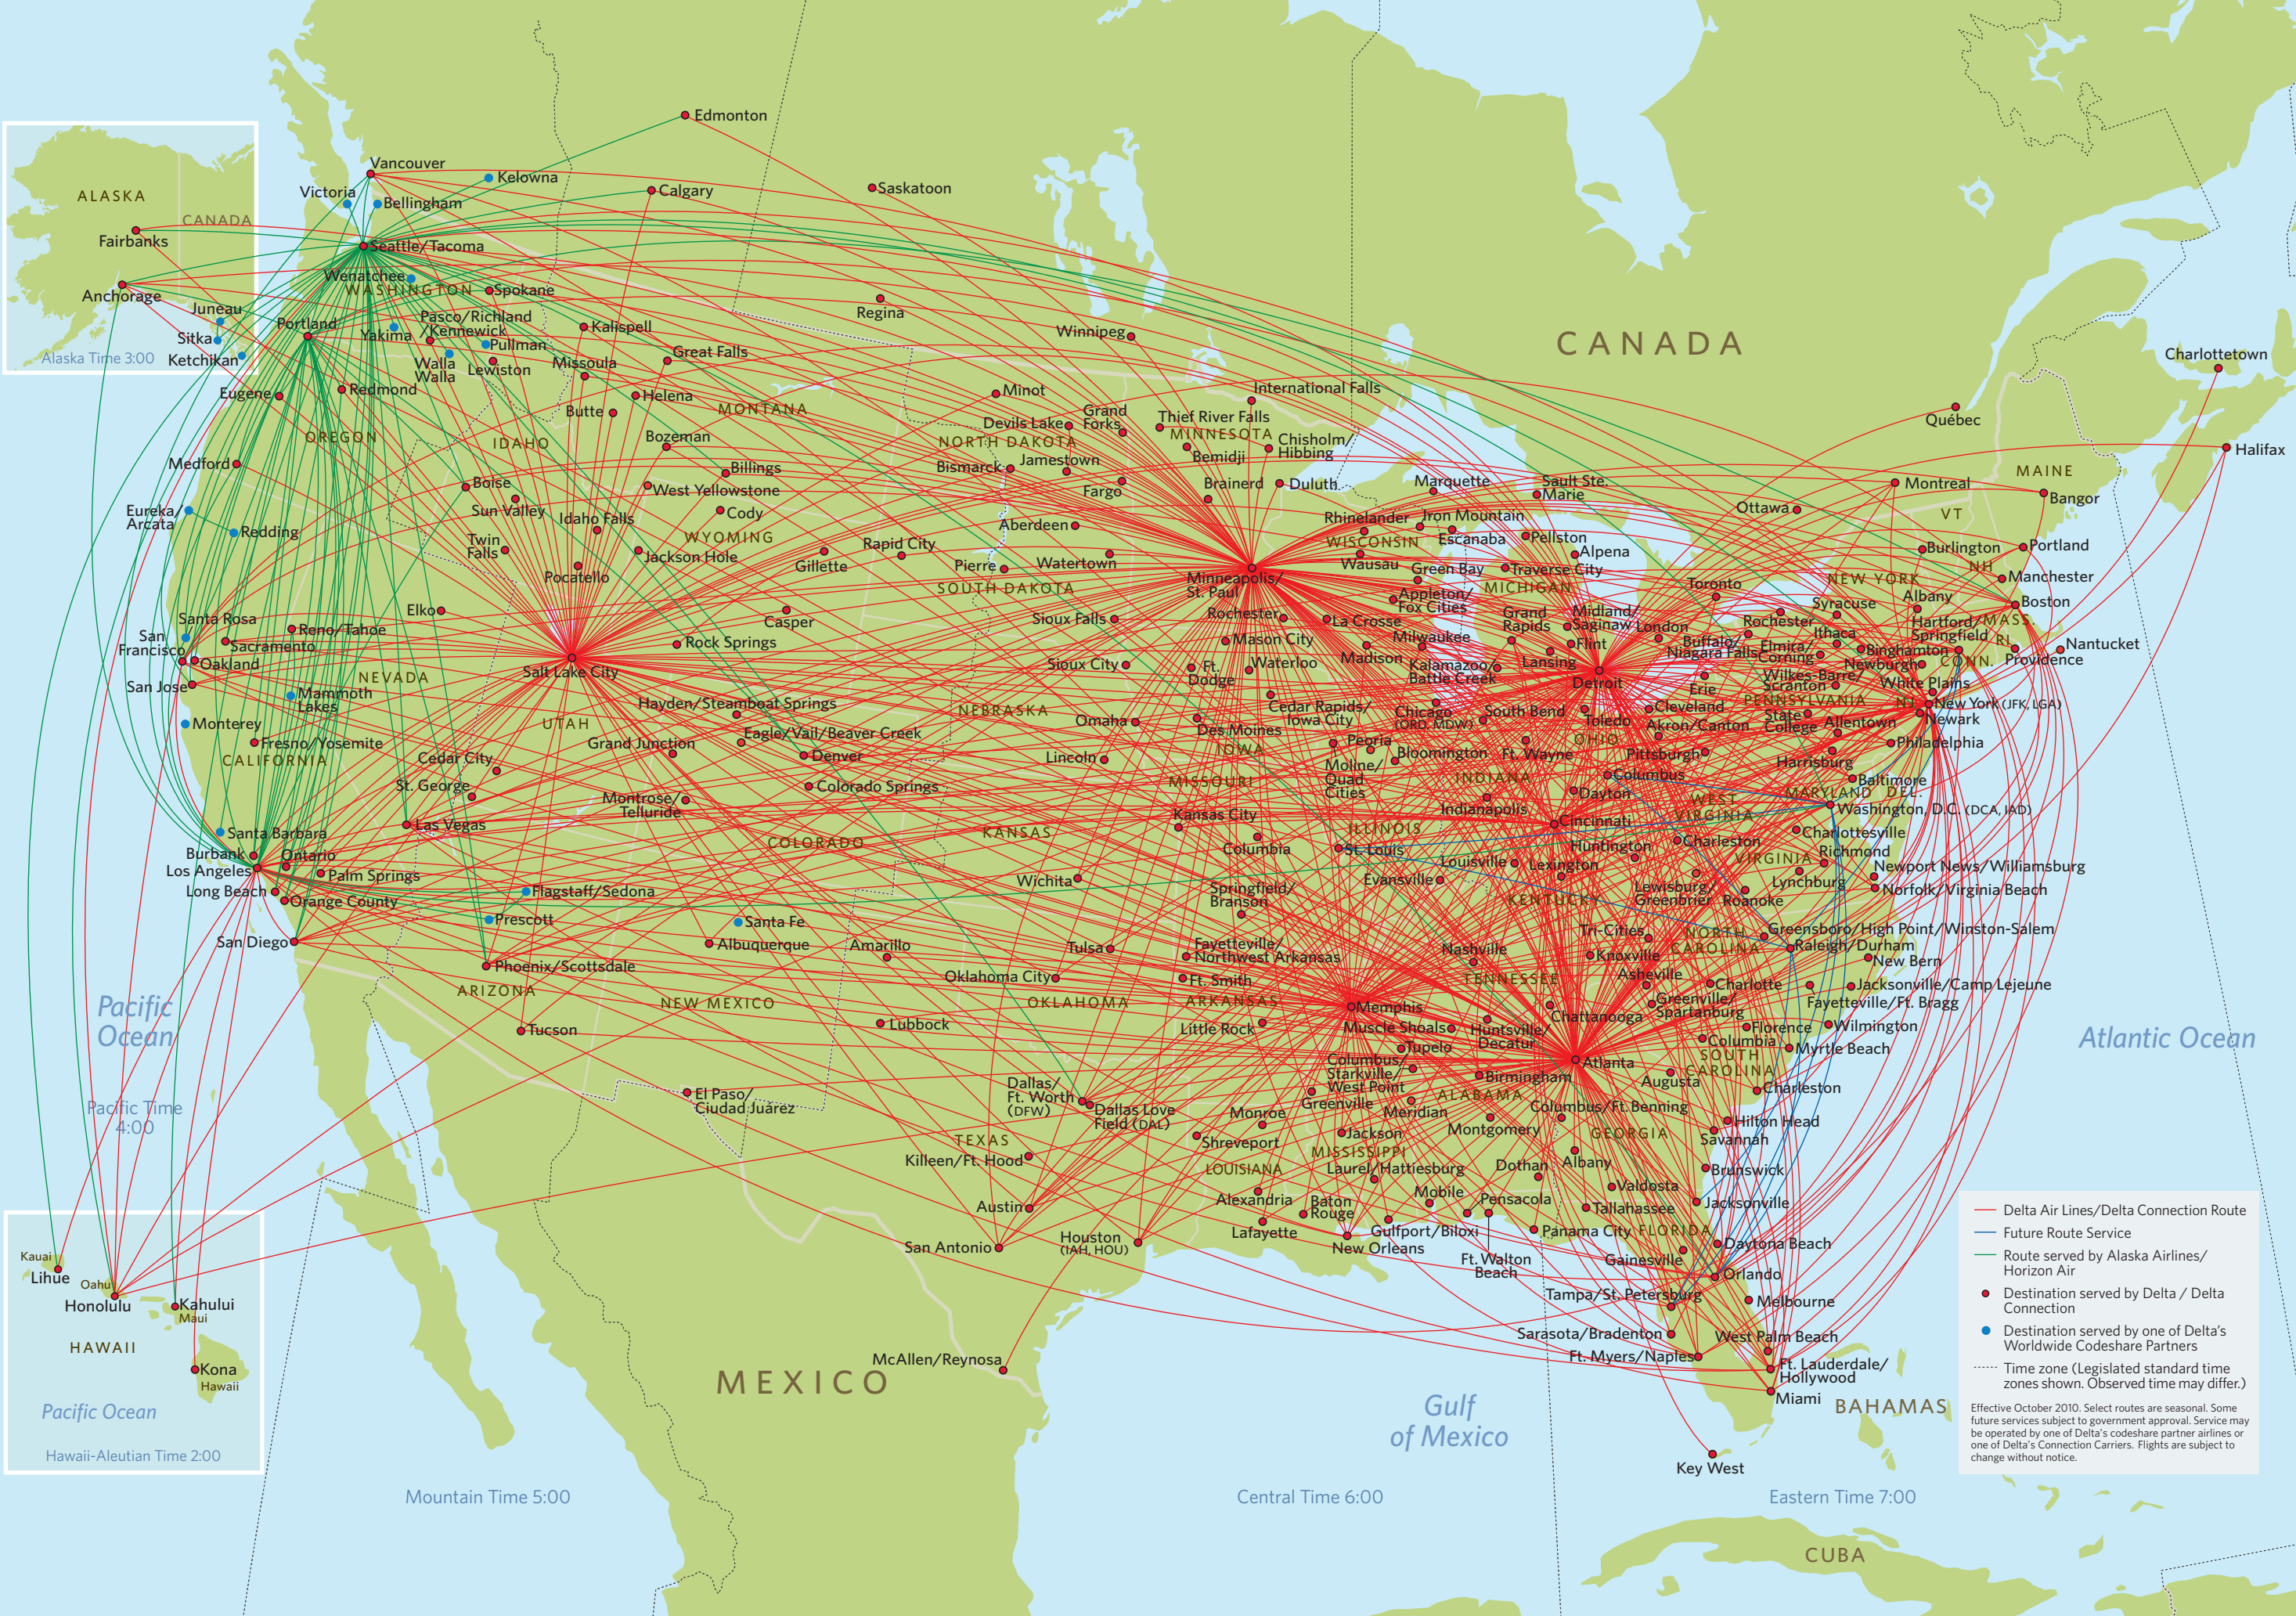 Edmonton
Vancouver
Kelowna
Victoria
Bellingham
Calgary
Saskatoon
ALASKA
CANADA
Fairbanks
Anchorage
Juneau
Sitka
Ketchikan
Alaska Time 3:00
Seattle/Tacoma
Wenatchee
WASHINGTON
Spokane
Portland
Yakima
Pasco/Richland
/Kennewick
Pullman
Walla
Walla
Lewiston
Kalispell
Missoula
Great Falls
Regina
Winnipeg
CANADA
Charlottetown
Eugene
Redmond
Helena
Butte
MONTANA
Minot
International Falls
Devils Lake
Grand
Forks
Thief River Falls
MINNESOTA
Québec
OREGON
IDAHO
Bozeman
NORTH DAKOTA
Bemidji
Chisholm/
Hibbing
Halifax
Medford
Billings
Bismarck
Jamestown
MAINE
Boise
West Yellowstone
Fargo
Brainerd
Duluth
Marquette
Sault Ste.
Marie
Montreal
Bangor
Eureka/
Arcata
Redding
Sun Valley
Idaho Falls
Cody
Aberdeen
Rhinelander
Iron Mountain
Ottawa
VT
Twin
Falls
WYOMING
Rapid City
WISCONSIN
Escanaba
Pellston
Jackson Hole
Gillette
Pierre
Watertown
Wausau
Alpena
Burlington
Portland
NH
Pocatello
SOUTH DAKOTA
Minneapolis/
St. Paul
Green Bay
Traverse City
MICHIGAN
Toronto
NEW YORK
Manchester
Elko
Casper
Appleton/
Fox Cities
Syracuse
Albany
Boston
Santa Rosa
Reno/Tahoe
Sioux Falls
Rochester
La Crosse
Grand
Rapids
Midland/
Saginaw
London
Rochester
Hartford/
Springfield
MASS.
San
Francisco
Sacramento
Oakland
Rock Springs
Mason City
Milwaukee
Flint
Buffalo/
Niagara Falls
Elmira/
Corning
Ithaca
Binghamton
RI
Nantucket
San Jose
NEVADA
Salt Lake City
Sioux City
Ft.
Dodge
Waterloo
Madison
Kalamazoo/
Battle Creek
Lansing
Detroit
Newburgh
CONN.
Providence
Mammoth
Lakes
Hayden/Steamboat Springs
NEBRASKA
Cedar Rapids/
Iowa City
Chicago
(ORD, MDW)
South Bend
Toledo
Erie
Cleveland
Wilkes-Barre/
Scranton
PENNSYLVANIA
White Plains
NJ
New York (JFK, LGA)
Monterey
UTAH
Eagle/Vail/Beaver Creek
Omaha
Des Moines
Akron/Canton
State
College
Allentown
Newark
Fresno/Yosemite
Grand Junction
Denver
Lincoln
IOWA
Peoria
Bloomington
Ft. Wayne
OHIO
Pittsburgh
Harrisburg
Philadelphia
CALIFORNIA
Cedar City
Colorado Springs
MISSOURI
Moline/
Quad
Cities
INDIANA
Columbus
Baltimore
St. George
Montrose/
Telluride
Indianapolis
Dayton
WEST
VIRGINIA
MARYLAND
DEL.
Las Vegas
Kansas City
Cincinnati
Washington, D.C. (DCA, IAD)
Santa Barbara
COLORADO
KANSAS
Columbia
ILLINOIS
St. Louis
Huntington
Charleston
Charlottesville
Burbank
Ontario
Los Angeles
Palm Springs
Louisville
Lexington
VIRGINIA
Richmond
Long Beach
Orange County
Flagstaff/Sedona
Wichita
Springfield/
Branson
Evansville
KENTUCKY
Lewisburg/
Greenbrier
Roanoke
Lynchburg
Newport News/Williamsburg
Norfolk/Virginia Beach
Prescott
Santa Fe
San Diego
Albuquerque
Amarillo
Tulsa
Fayetteville/
Northwest Arkansas
Nashville
Tri-Cities
NORTH
CAROLINA
Greensboro/High Point/Winston-Salem
Raleigh/Durham
New Bern
Phoenix/Scottsdale
Oklahoma City
Ft. Smith
TENNESSEE
Knoxville
Asheville
Charlotte
Jacksonville/Camp Lejeune
ARIZONA
NEW MEXICO
OKLAHOMA
ARKANSAS
Memphis
Greenville/
Spartanburg
Fayetteville/Ft. Bragg
Pacific
Ocean
Tucson
Lubbock
Little Rock
Muscle Shoals
Huntsville/
Decatur
Chattanooga
Florence
Wilmington
Tupelo
Columbia
Myrtle Beach
Atlantic Ocean
Columbus/
Starkville/
West Point
Birmingham
Atlanta
SOUTH
CAROLINA
El Paso/
Ciudad Juárez
Dallas/
Ft. Worth
(DFW)
Dallas Love
Field (DAL)
Greenville
Meridian
ALABAMA
Augusta
Charleston
Pacific Time
4:00
Monroe
Columbus/Ft. Benning
TEXAS
Shreveport
Jackson
Montgomery
GEORGIA
Hilton Head
Savannah
Killeen/Ft. Hood
LOUISIANA
MISSISSIPPI
Laurel/Hattiesburg
Dothan
Albany
Brunswick
Austin
Alexandria
Baton
Rouge
Mobile
Pensacola
Valdosta
Jacksonville
San Antonio
Houston
(IAH, HOU)
Lafayette
New Orleans
Gulfport/Biloxi
Tallahassee
Panama City
FLORIDA
Daytona Beach
Ft. Walton
Beach
Gainesville
Orlando
Tampa/St. Petersburg
Melbourne
Sarasota/Bradenton
West Palm Beach
McAllen/Reynosa
Ft. Myers/Naples
Ft. Lauderdale/
Hollywood
Miami
BAHAMAS
MEXICO
Gulf
of Mexico
Key West
CUBA
Kauai
Lihue
Oahu
Honolulu
Kahului
Maui
HAWAII
Kona
Hawaii
Pacific Ocean
Hawaii-Aleutian Time 2:00
Mountain Time 5:00
Central Time 6:00
Eastern Time 7:00
Delta Air Lines/Delta Connection Route
Future Route Service
Route served by Alaska Airlines/
Horizon Air
Destination served by Delta / Delta
Connection
Destination served by one of Delta's
Worldwide Codeshare Partners
Time zone (Legislated standard time
zones shown. Observed time may differ.)
Effective October 2010. Select routes are seasonal. Some
future services subject to government approval. Service may
be operated by one of Delta's codeshare partner airlines or
one of Delta's Connection Carriers. Flights are subject to
change without notice.